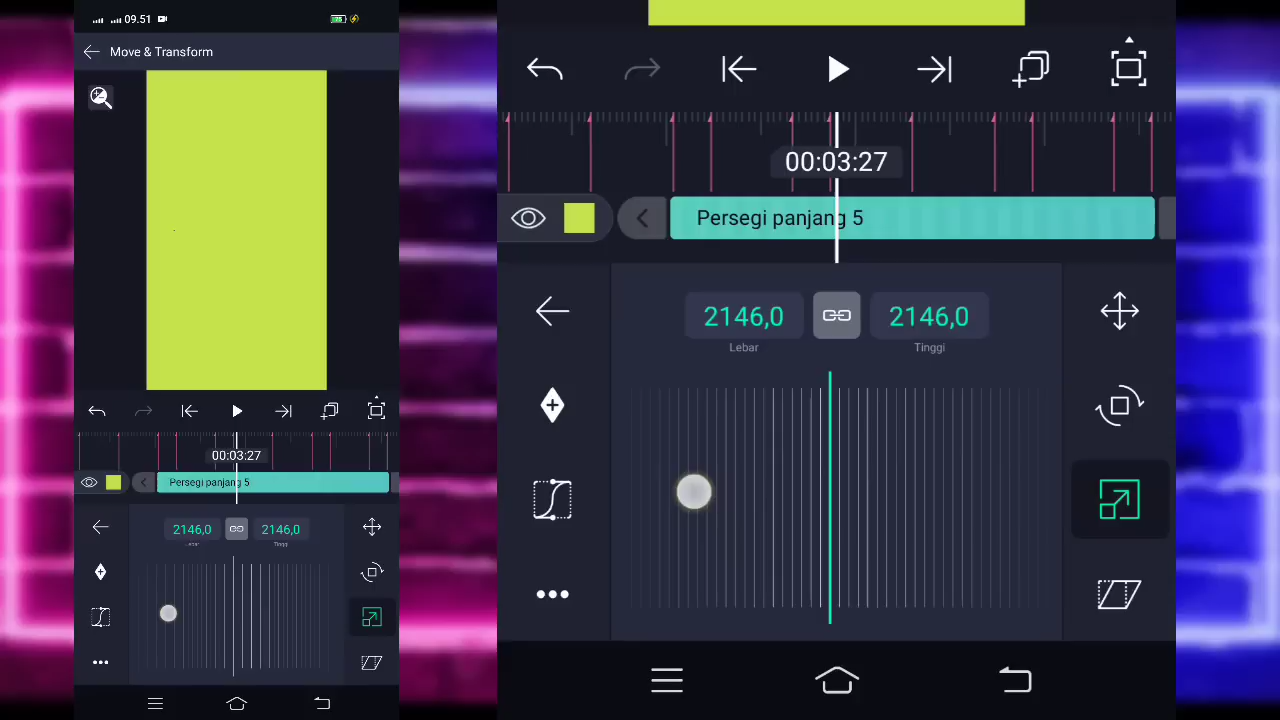 09.51
Move & Transform
00:03:27
Persegi panjang 5
2146,0
2146,0
00:03:27
Persegi panjang 5
2146,0
2146,0
Lebar
Tinggi